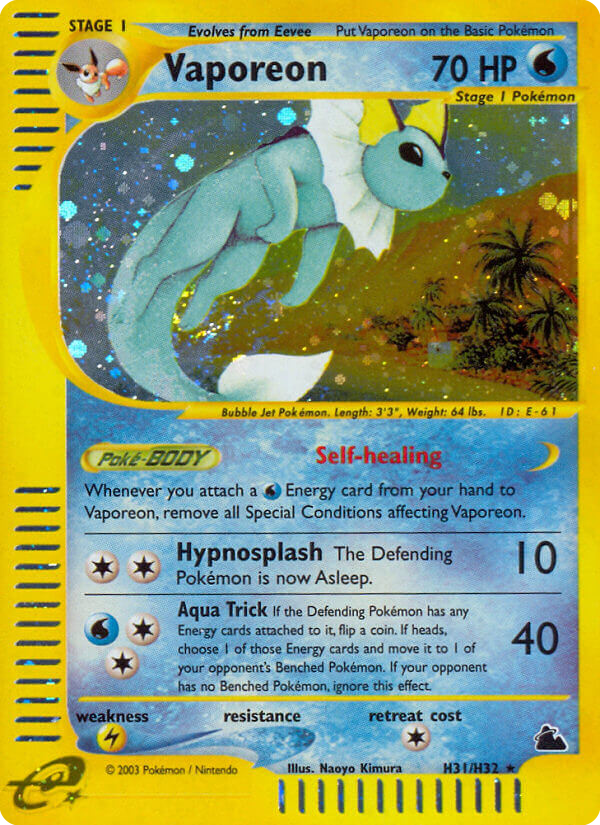 STAGE 1
Evolves from Eevee
Put Vaporeon on the Basic Pokémon
Vaporeon
70 HP
Stage 1 Pokémon
Bubble Jet Pokémon. Length: 3'3", Weight: 64 lbs. ID: E-61
Poké-BODY
Self-healing
Whenever you attach a Energy card from your hand to
Vaporeon, remove all Special Conditions affecting Vaporeon.
Hypnosplash The Defending
Pokémon is now Asleep.
10
Aqua Trick If the Defending Pokémon has any
Energy cards attached to it, flip a coin. If heads,
choose 1 of those Energy cards and move it to 1 of
your opponent's Benched Pokémon. If your opponent
has no Benched Pokémon, ignore this effect.
40
weakness
resistance
retreat cost
© 2003 Pokémon / Nintendo
Illus. Naoyo Kimura
H31/H32
e